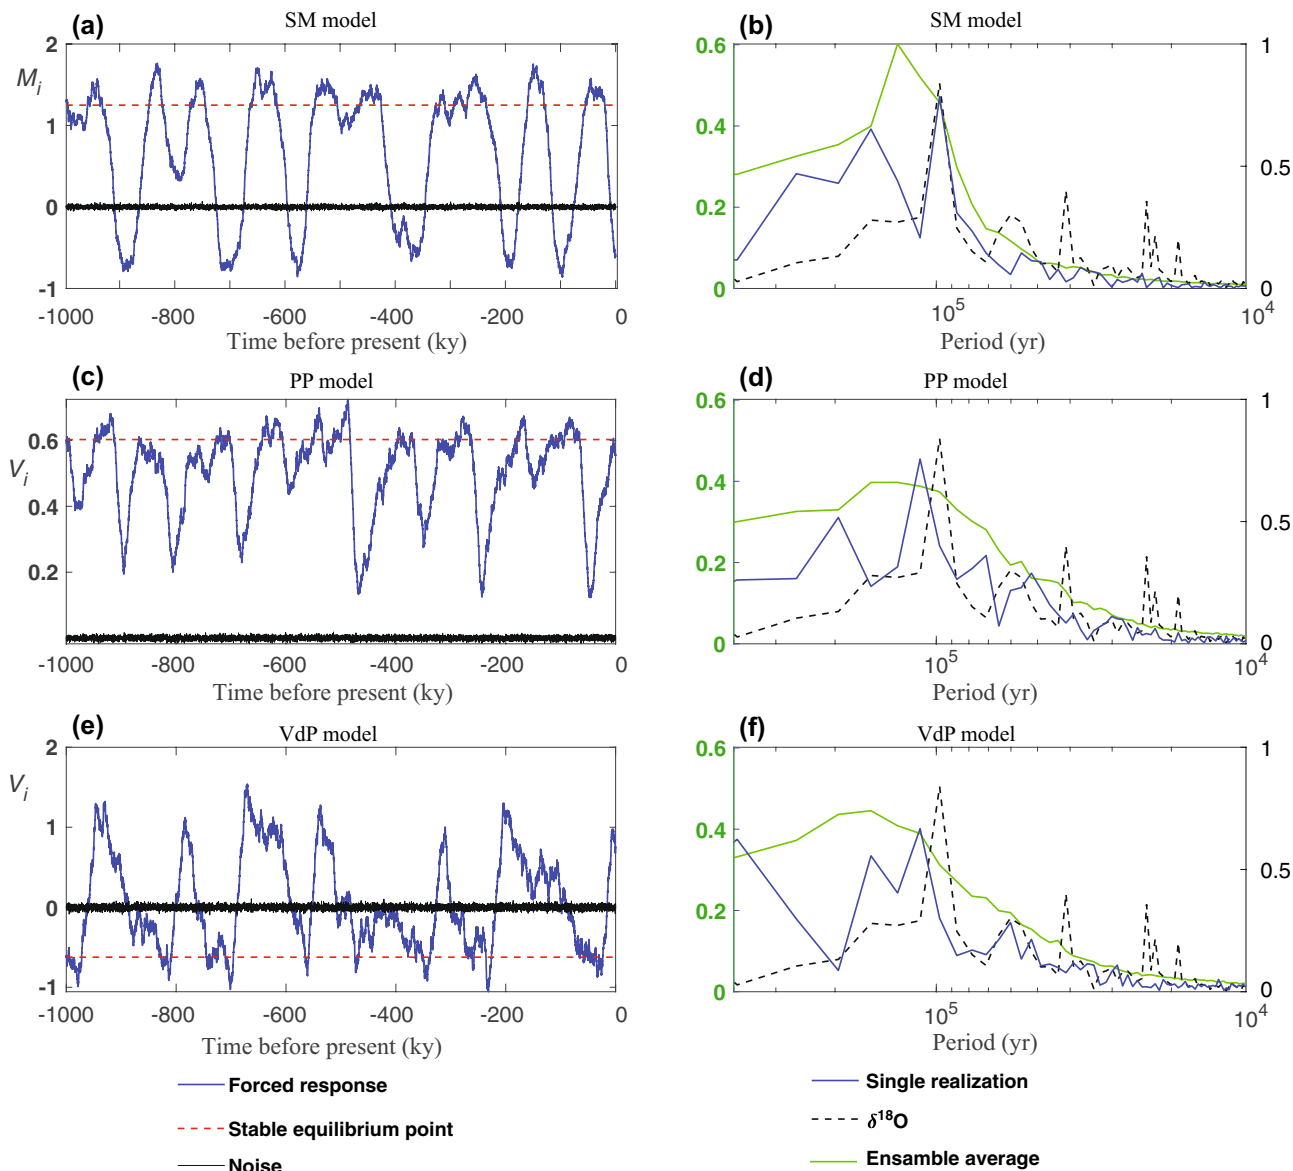 (a) SM model
M_i
2
1
0
-1
-1000 -800 -600 -400 -200 0
Time before present (ky)
(b) SM model
0.6
0.4
0.2
0
1
0.5
0
10^5 10^4
Period (yr)
(c) PP model
V_i
0.6
0.4
0.2
-1000 -800 -600 -400 -200 0
Time before present (ky)
(d) PP model
0.6
0.4
0.2
0
1
0.5
0
10^5 10^4
Period (yr)
(e) VdP model
V_i
2
1
0
-1
-1000 -800 -600 -400 -200 0
Time before present (ky)
(f) VdP model
0.6
0.4
0.2
0
1
0.5
0
10^5 10^4
Period (yr)
Forced response
Stable equilibrium point
Noise
Single realization
δ^18O
Ensamble average